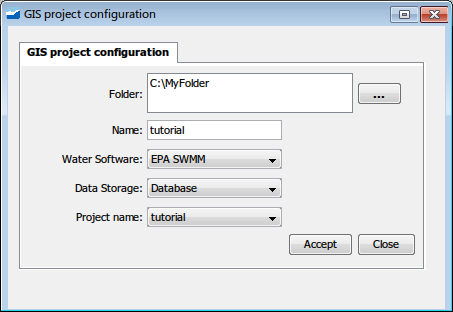 GIS project configuration
GIS project configuration
Folder: C:\MyFolder ...
Name: tutorial
Water Software: EPA SWMM
Data Storage: Database
Project name: tutorial
Accept Close